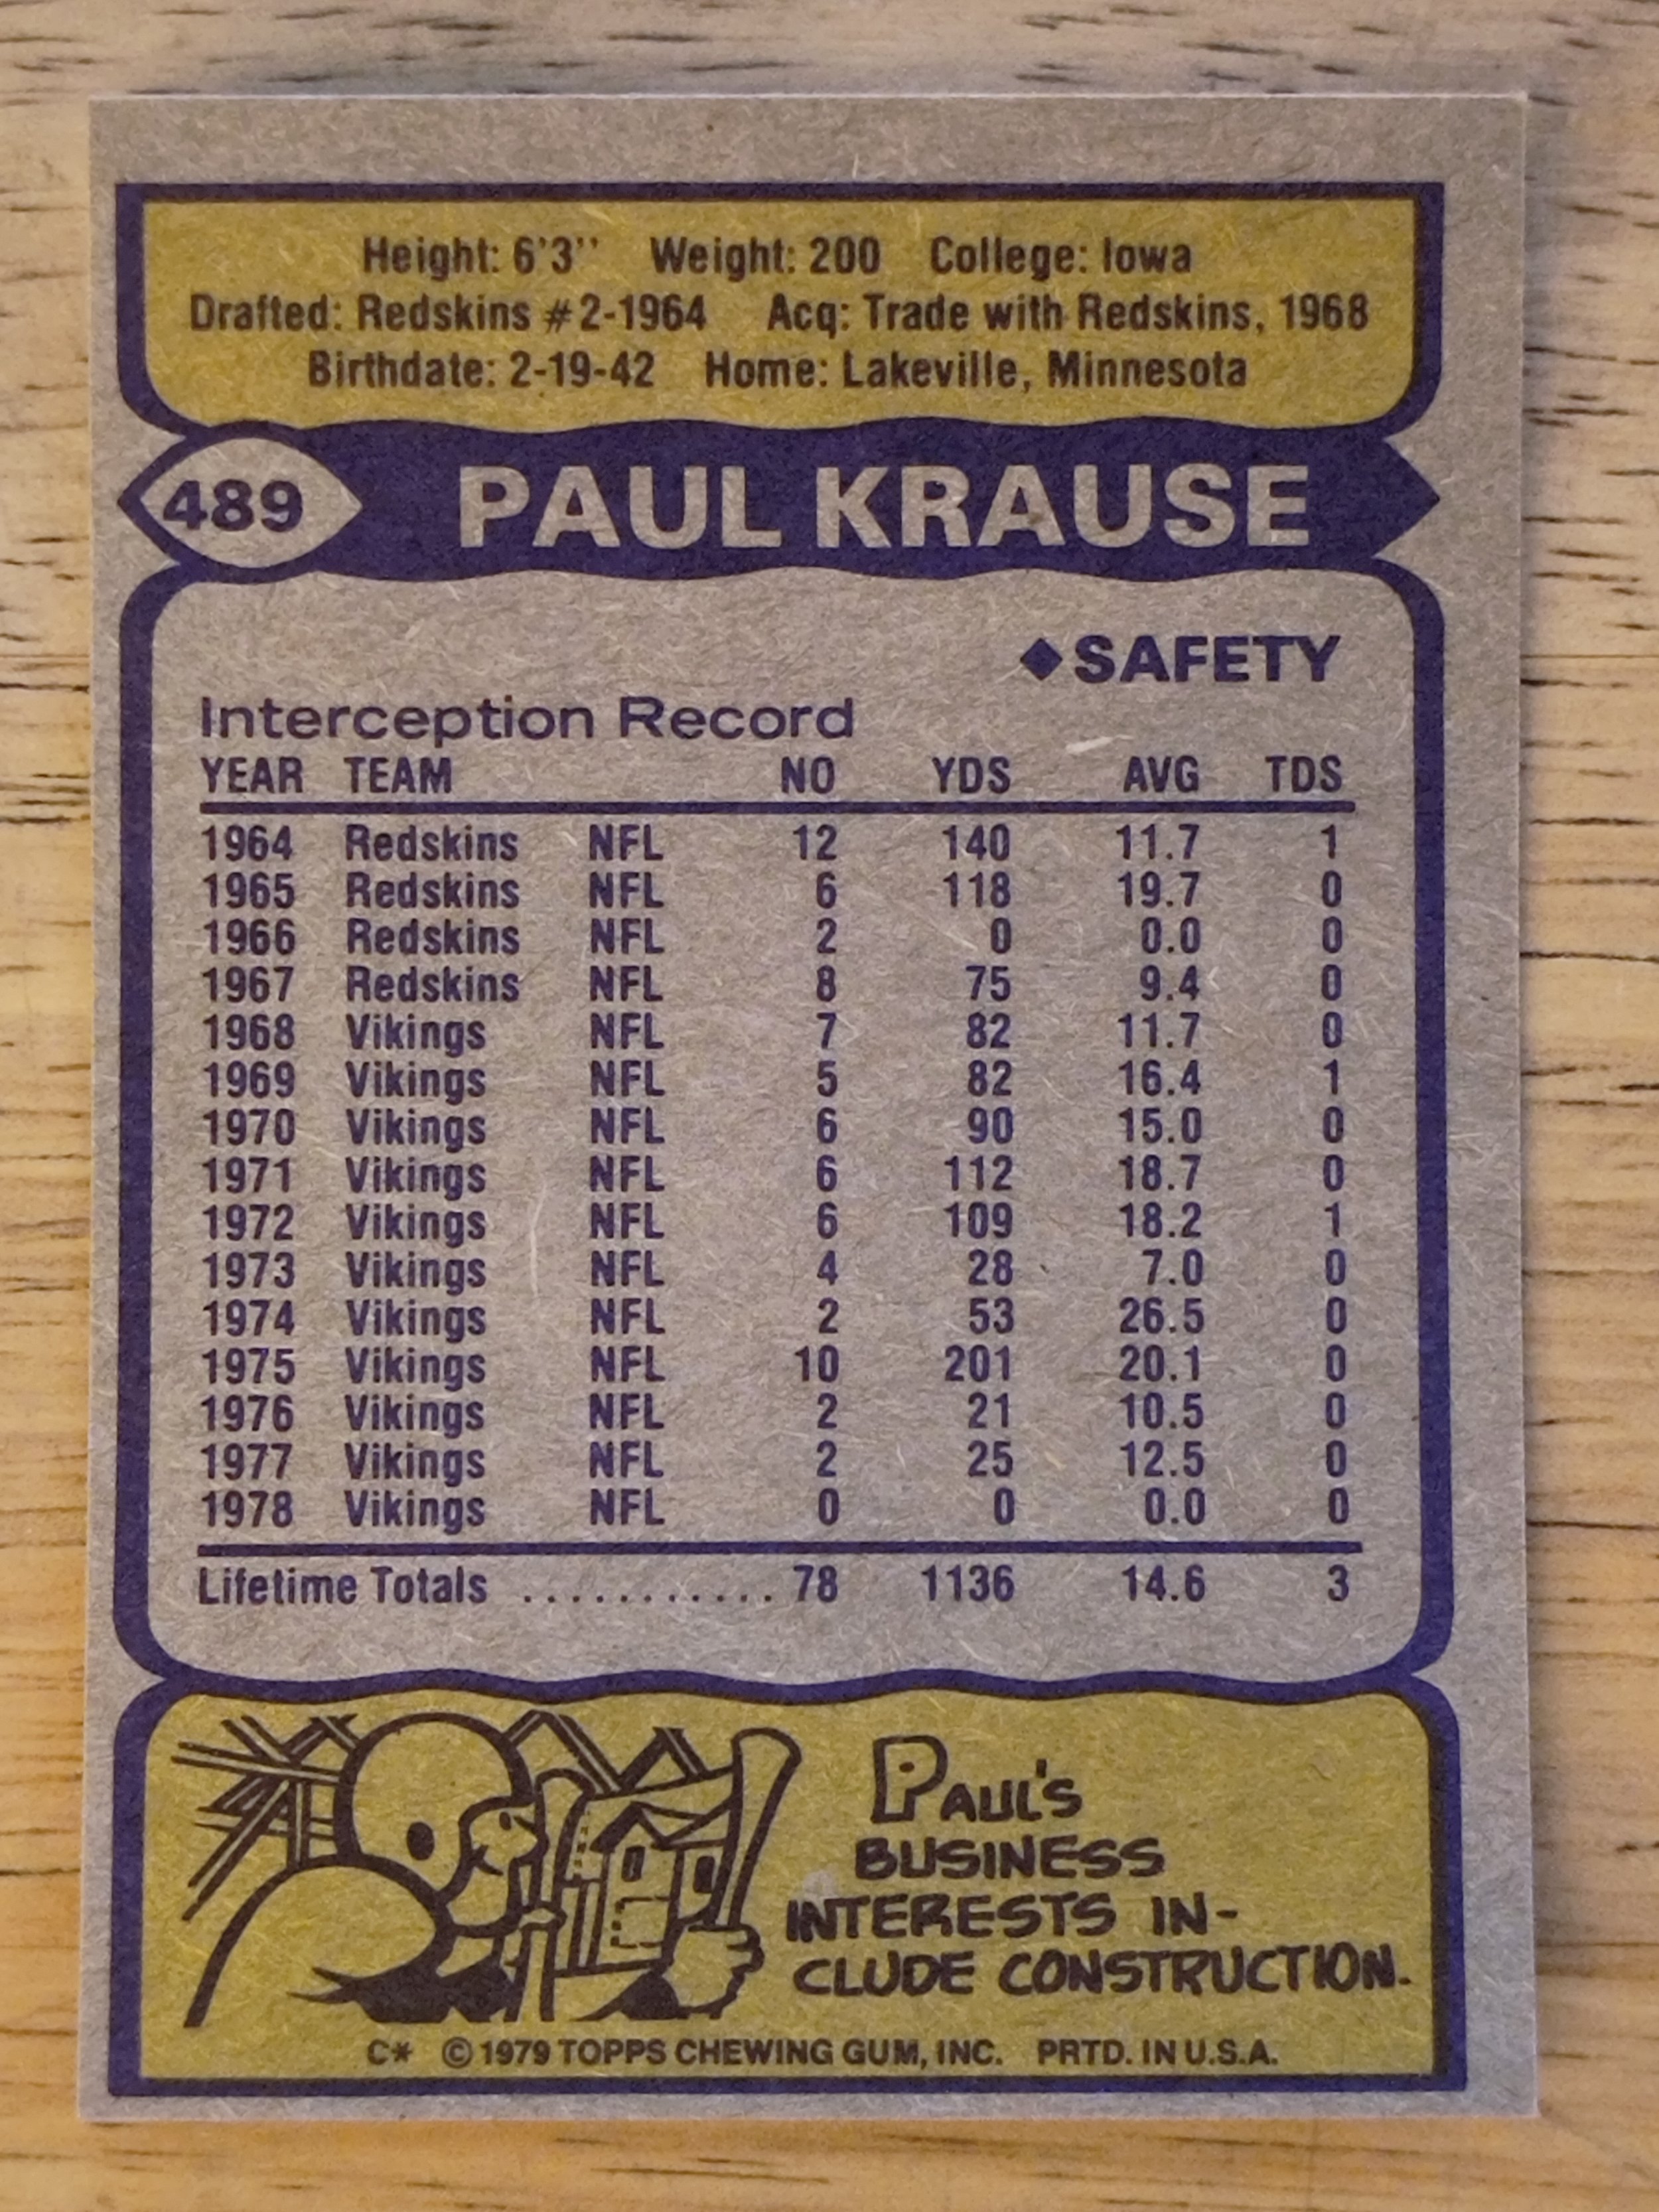 Height: 6'3'' Weight: 200 College: Iowa
Drafted: Redskins #2-1964 Acq: Trade with Redskins, 1968
Birthdate: 2-19-42 Home: Lakeville, Minnesota
489 PAUL KRAUSE
◆SAFETY
Interception Record
YEAR TEAM NO YDS AVG TDS
1964 Redskins NFL 12 140 11.7 1
1965 Redskins NFL 6 118 19.7 0
1966 Redskins NFL 2 0 0.0 0
1967 Redskins NFL 8 75 9.4 0
1968 Vikings NFL 7 82 11.7 0
1969 Vikings NFL 5 82 16.4 1
1970 Vikings NFL 6 90 15.0 0
1971 Vikings NFL 6 112 18.7 0
1972 Vikings NFL 6 109 18.2 1
1973 Vikings NFL 4 28 7.0 0
1974 Vikings NFL 2 53 26.5 0
1975 Vikings NFL 10 201 20.1 0
1976 Vikings NFL 2 21 10.5 0
1977 Vikings NFL 2 25 12.5 0
1978 Vikings NFL 0 0 0.0 0
Lifetime Totals ........... 78 1136 14.6 3
PAUL'S
BUSINESS
INTERESTS IN-
CLUDE CONSTRUCTION.
C* © 1979 TOPPS CHEWING GUM, INC. PRTD. IN U.S.A.